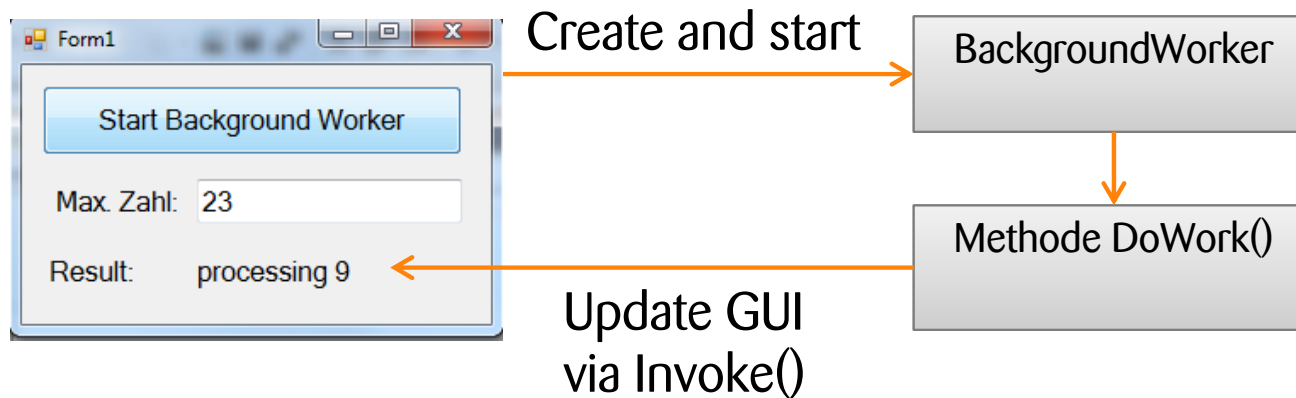 Form1
Start Background Worker
Max. Zahl: 23
Result: processing 9
Create and start
BackgroundWorker
Methode DoWork()
Update GUI
via Invoke()